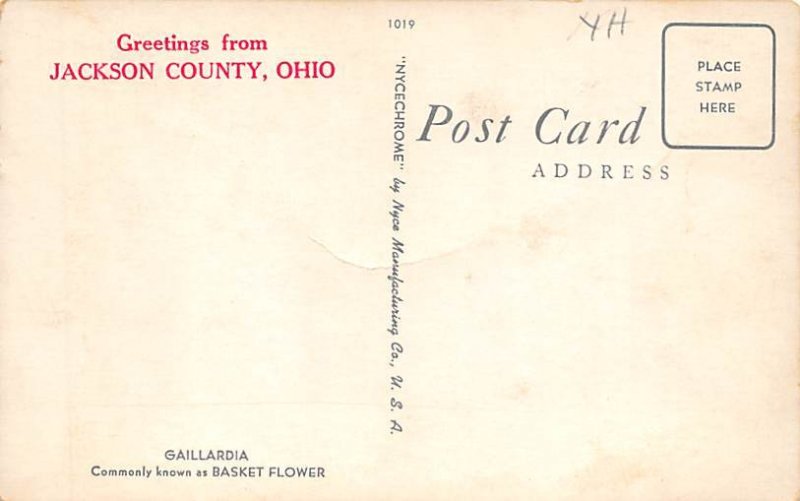 Greetings from
JACKSON COUNTY, OHIO
GAILLARDIA
Commonly known as BASKET FLOWER
1019
"NYCECHROME" by Nyce Manufacturing Co., U. S. A.
YH
Post Card
ADDRESS
PLACE
STAMP
HERE